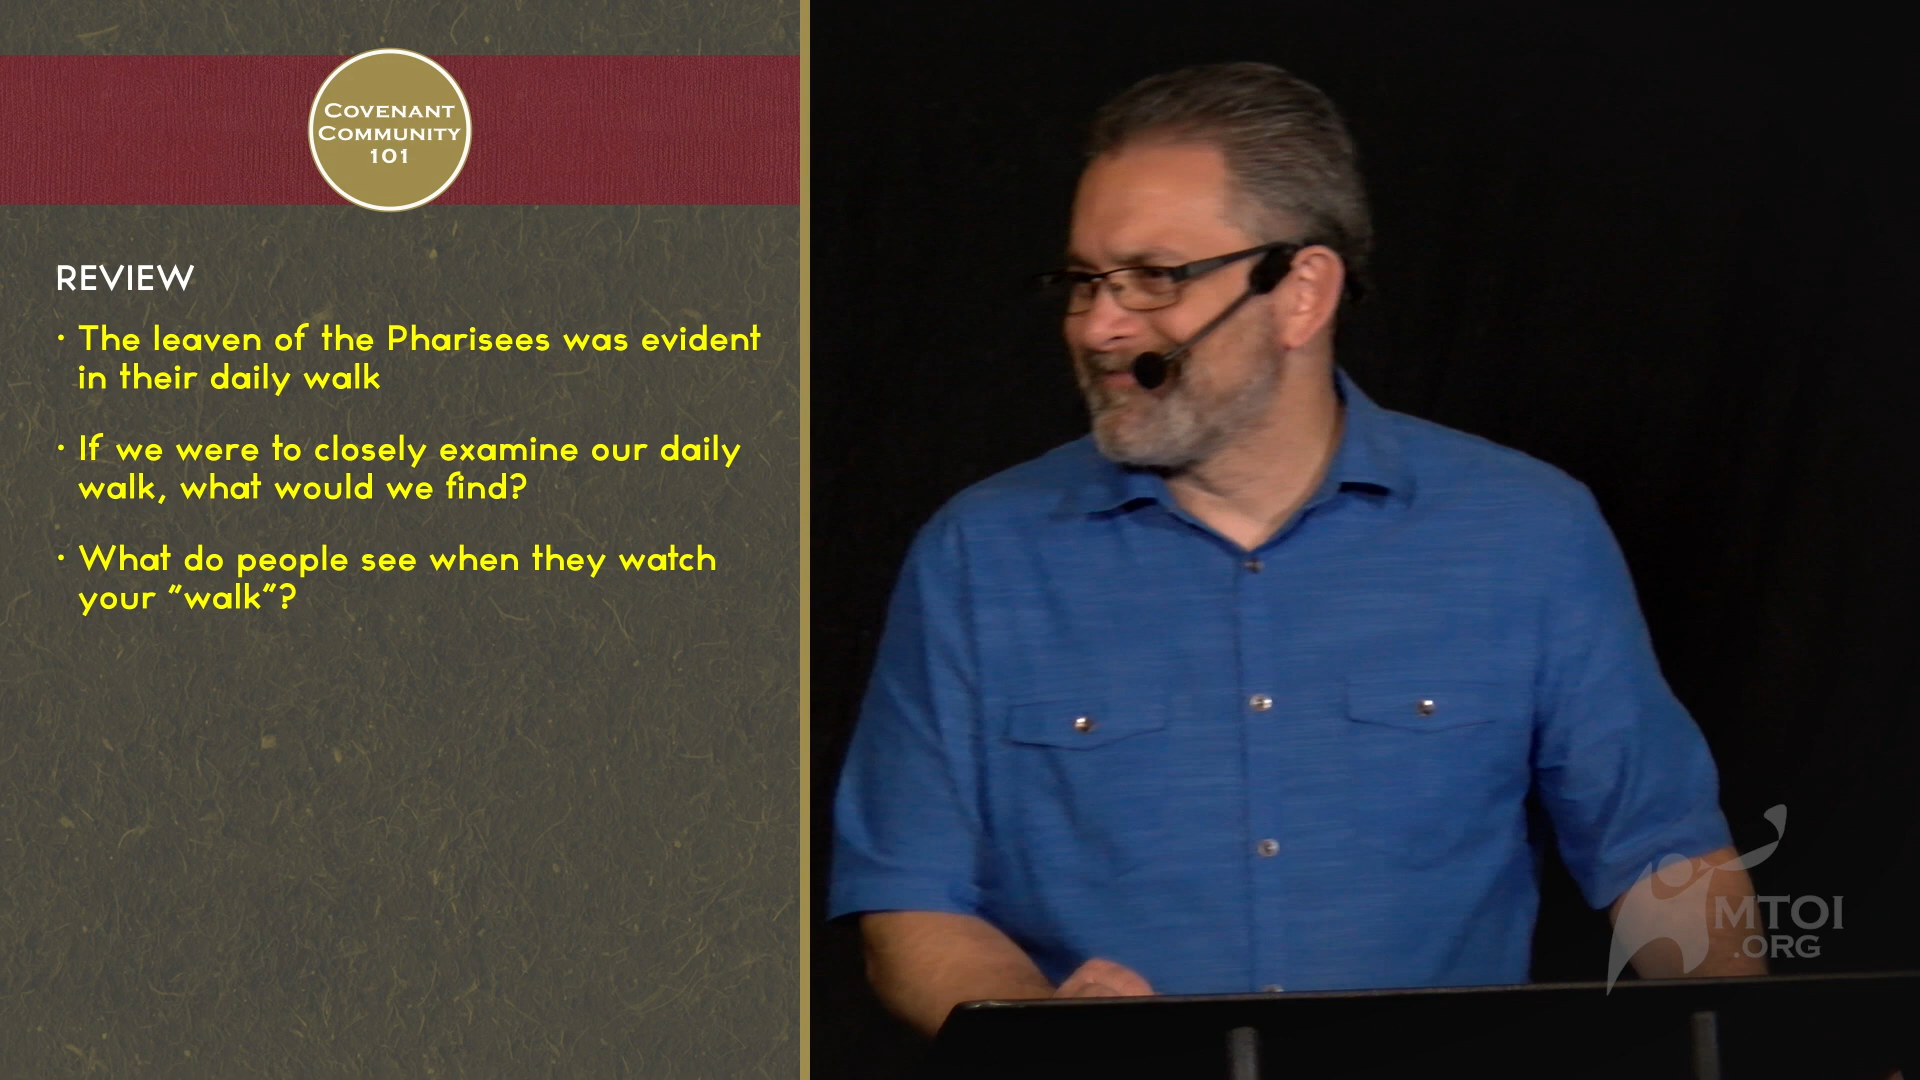 COVENANT
COMMUNITY
101
REVIEW
• The leaven of the Pharisees was evident
in their daily walk
• If we were to closely examine our daily
walk, what would we find?
• What do people see when they watch
your “walk”?
MTOI
.ORG